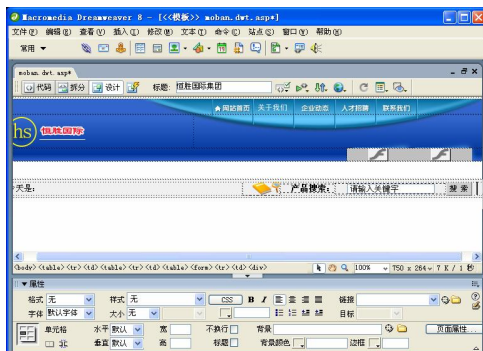 Macromedia Dreamweaver 8 - [<<模板>> moban.dwt.asp*]
文件(F) 编辑(E) 查看(V) 插入(I) 修改(M) 文本(T) 命令(C) 站点(S) 窗口(W) 帮助(H)
常用
moban.dwt.asp*
代码 拆分 设计 标题: 恒胜国际集团
网站首页 关于我们 企业动态 人才招聘 联系我们
hs 恒胜国际
天是: 产品搜索: 请输入关键字 搜 索
<body> <table> <tr> <td> <table> <tr> <td> <table> <form> <tr> <td> <div> 100% 750 x 264 7 K / 1 秒
属性
格式 无 样式 无 CSS B I 链接
字体 默认字体 大小 无 目标
单元格 水平 默认 宽 不换行 背景 页面属性...
垂直 默认 高 标题 背景颜色 边框